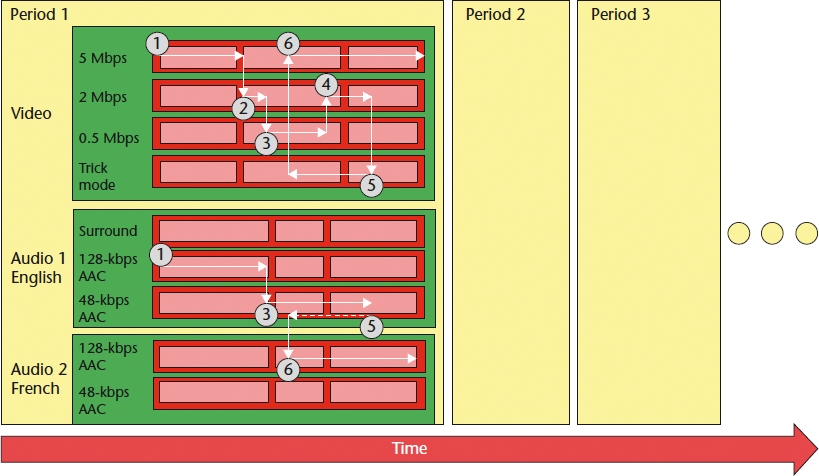 Period 1
Period 2
Period 3
1
6
5 Mbps
4
2 Mbps
Video
2
0.5 Mbps
3
Trick
mode
5
Surround
1
Audio 1
English
128-kbps
AAC
48-kbps
AAC
3
5
128-kbps
AAC
6
Audio 2
French
48-kbps
AAC
Time